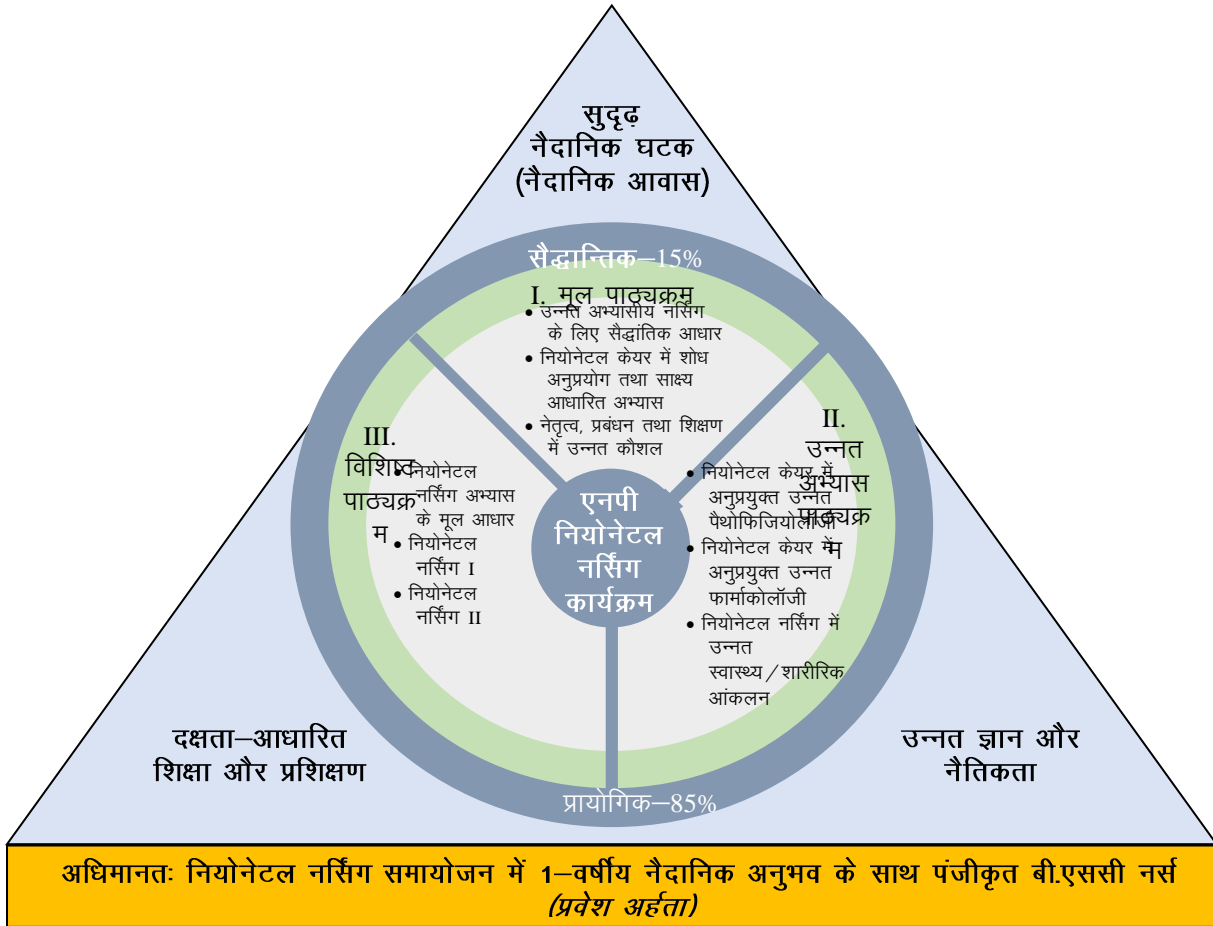 सुदृढ़
नैदानिक घटक
(नैदानिक आवास)
सैद्धान्तिक–15%
I. मूल पाठ्यक्रम
• उन्नत अभ्यासीय नर्सिंग
के लिए सैद्धांतिक आधार
• नियोनेटल केयर में शोध
अनुप्रयोग तथा साक्ष्य
आधारित अभ्यास
• नेतृत्व, प्रबंधन तथा शिक्षण
में उन्नत कौशल
II.
उन्नत
अभ्यास
पाठ्यक्र
म
• नियोनेटल केयर में
अनुप्रयुक्त उन्नत
पैथोफिजियोलॉजी
• नियोनेटल केयर में
अनुप्रयुक्त उन्नत
फार्माकोलॉजी
• नियोनेटल नर्सिंग में
उन्नत
स्वास्थ्य/शारीरिक
आंकलन
III.
विशिष्ट
पाठ्यक्र
म
• नियोनेटल
नर्सिंग अभ्यास
के मूल आधार
• नियोनेटल
नर्सिंग I
• नियोनेटल
नर्सिंग II
एनपी
नियोनेटल
नर्सिंग
कार्यक्रम
प्रायोगिक–85%
दक्षता–आधारित
शिक्षा और प्रशिक्षण
उन्नत ज्ञान और
नैतिकता
अधिमानतः नियोनेटल नर्सिंग समायोजन में 1–वर्षीय नैदानिक अनुभव के साथ पंजीकृत बी.एससी नर्स
(प्रवेश अर्हता)